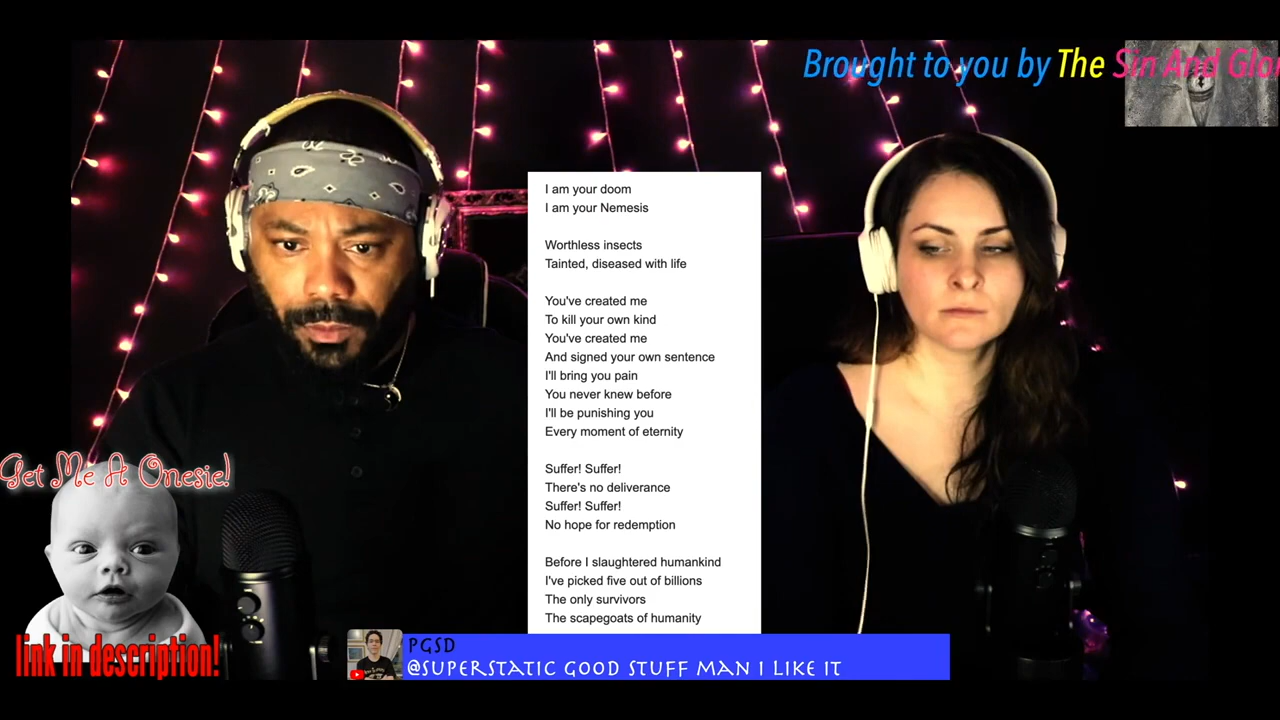 Brought to you by The Sin And Glor
I am your doom
I am your Nemesis
Worthless insects
Tainted, diseased with life
You've created me
To kill your own kind
You've created me
And signed your own sentence
I'll bring you pain
You never knew before
I'll be punishing you
Every moment of eternity
Suffer! Suffer!
There's no deliverance
Suffer! Suffer!
No hope for redemption
Before I slaughtered humankind
I've picked five out of billions
The only survivors
The scapegoats of humanity
Get Me A Onesie!
link in description!
PGSD
@SUPERSTATIC GOOD STUFF MAN I LIKE IT